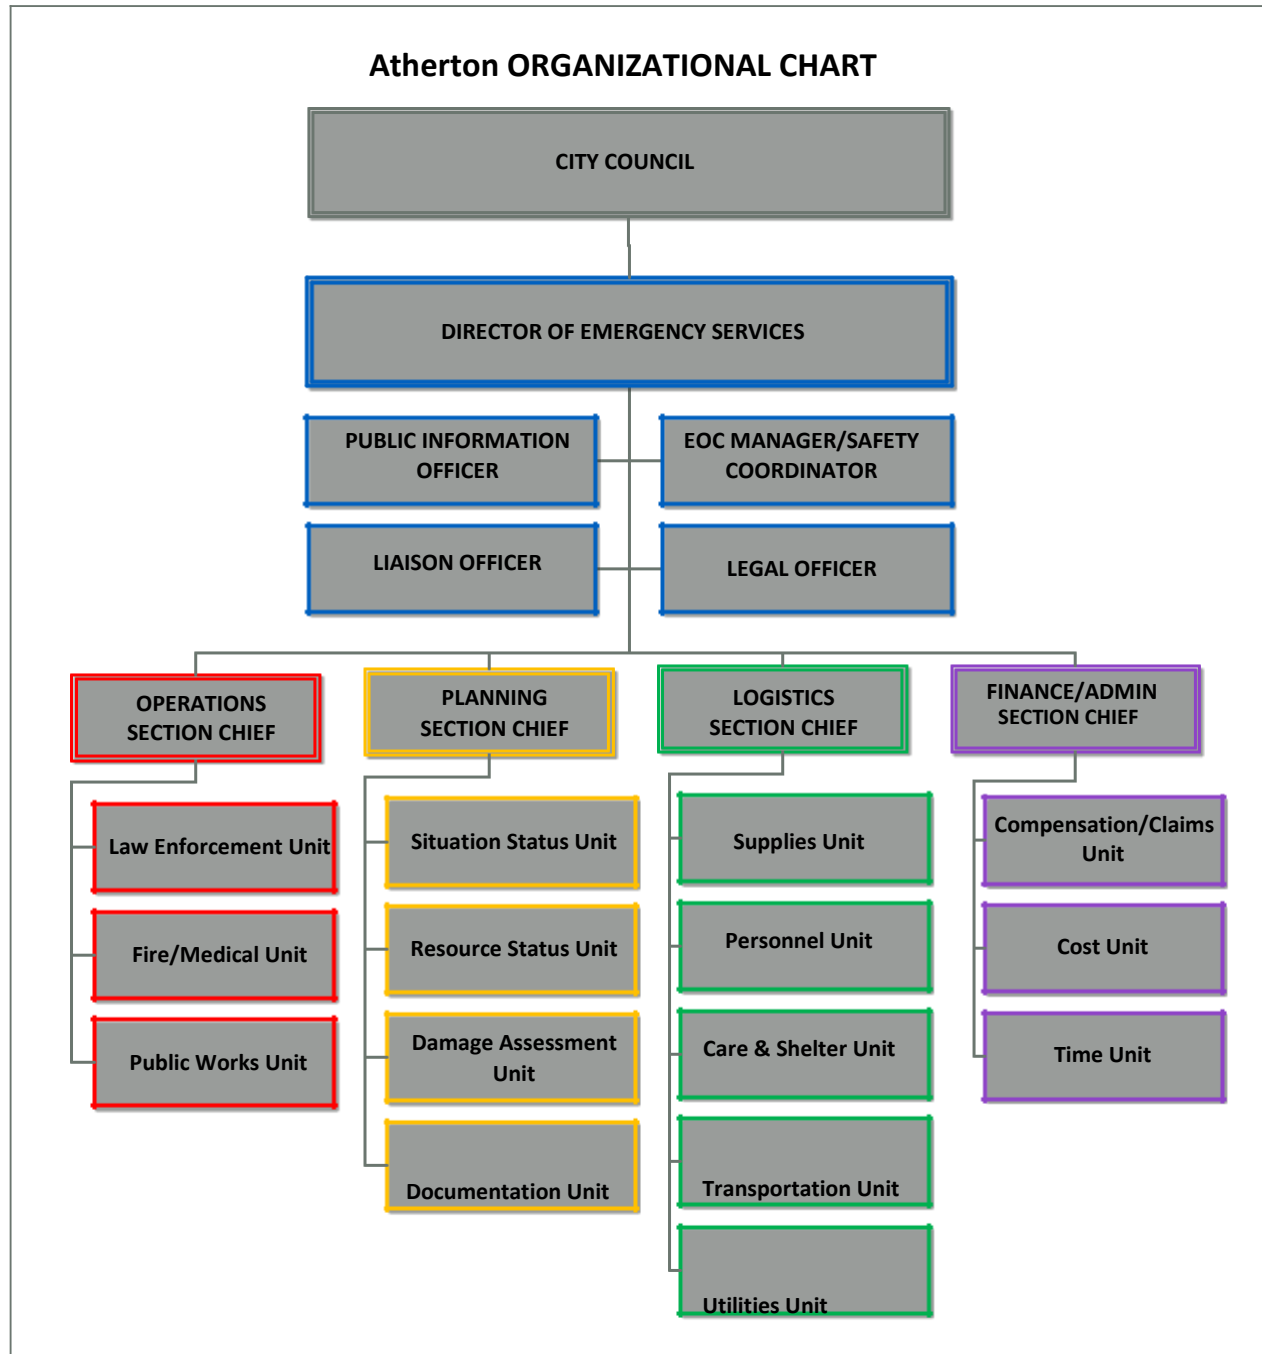 Atherton ORGANIZATIONAL CHART
CITY COUNCIL
DIRECTOR OF EMERGENCY SERVICES
PUBLIC INFORMATION
OFFICER
EOC MANAGER/SAFETY
COORDINATOR
LIAISON OFFICER
LEGAL OFFICER
OPERATIONS
SECTION CHIEF
PLANNING
SECTION CHIEF
LOGISTICS
SECTION CHIEF
FINANCE/ADMIN
SECTION CHIEF
Law Enforcement Unit
Fire/Medical Unit
Public Works Unit
Situation Status Unit
Resource Status Unit
Damage Assessment
Unit
Documentation Unit
Supplies Unit
Personnel Unit
Care & Shelter Unit
Transportation Unit
Utilities Unit
Compensation/Claims
Unit
Cost Unit
Time Unit